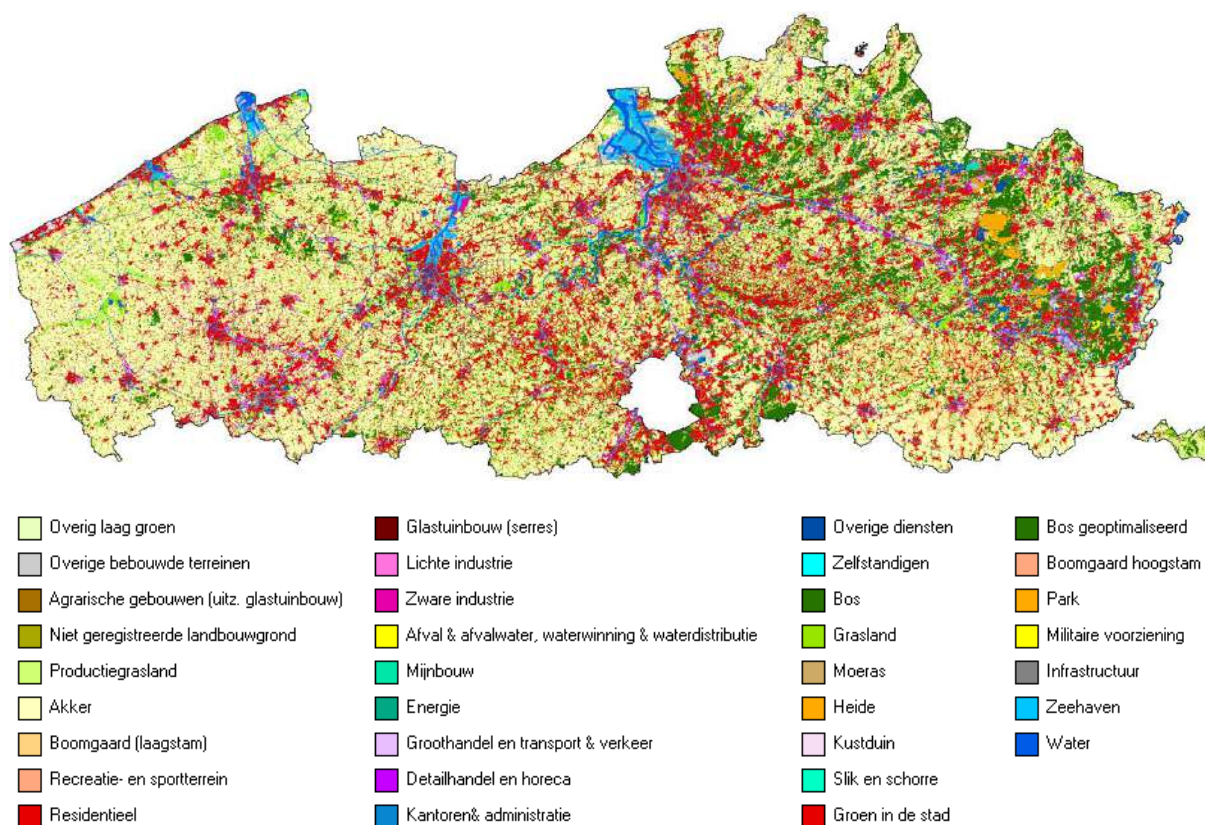 Overig laag groen
Overige bebouwde terreinen
Agrarische gebouwen (uitz. glastuinbouw)
Niet geregistreerde landbouwgrond
Productiegrasland
Akker
Boomgaard (laagstam)
Recreatie- en sportterrein
Residentieel
Glastuinbouw (serres)
Lichte industrie
Zware industrie
Afval & afvalwater, waterwinning & waterdistributie
Mijnbouw
Energie
Groothandel en transport & verkeer
Detailhandel en horeca
Kantoren& administratie
Overige diensten
Zelfstandigen
Bos
Grasland
Moeras
Heide
Kustduin
Slik en schorre
Groen in de stad
Bos geoptimaliseerd
Boomgaard hoogstam
Park
Militaire voorziening
Infrastructuur
Zeehaven
Water